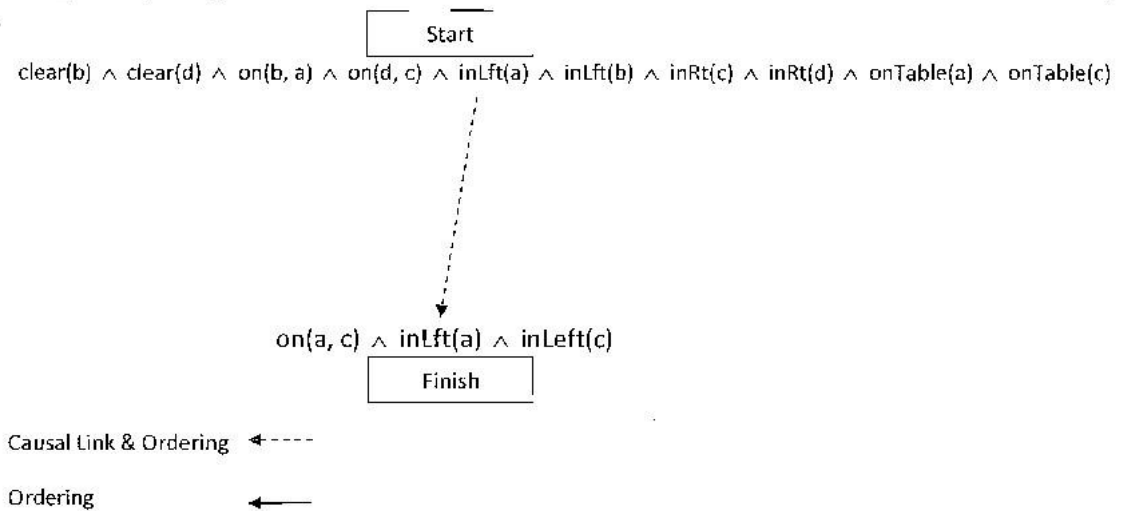 Start
clear(b) ∧ clear(d) ∧ on(b, a) ∧ on(d, c) ∧ inLft(a) ∧ inLft(b) ∧ inRt(c) ∧ inRt(d) ∧ onTable(a) ∧ onTable(c)
on(a, c) ∧ inLft(a) ∧ inLeft(c)
Finish
Causal Link & Ordering
Ordering